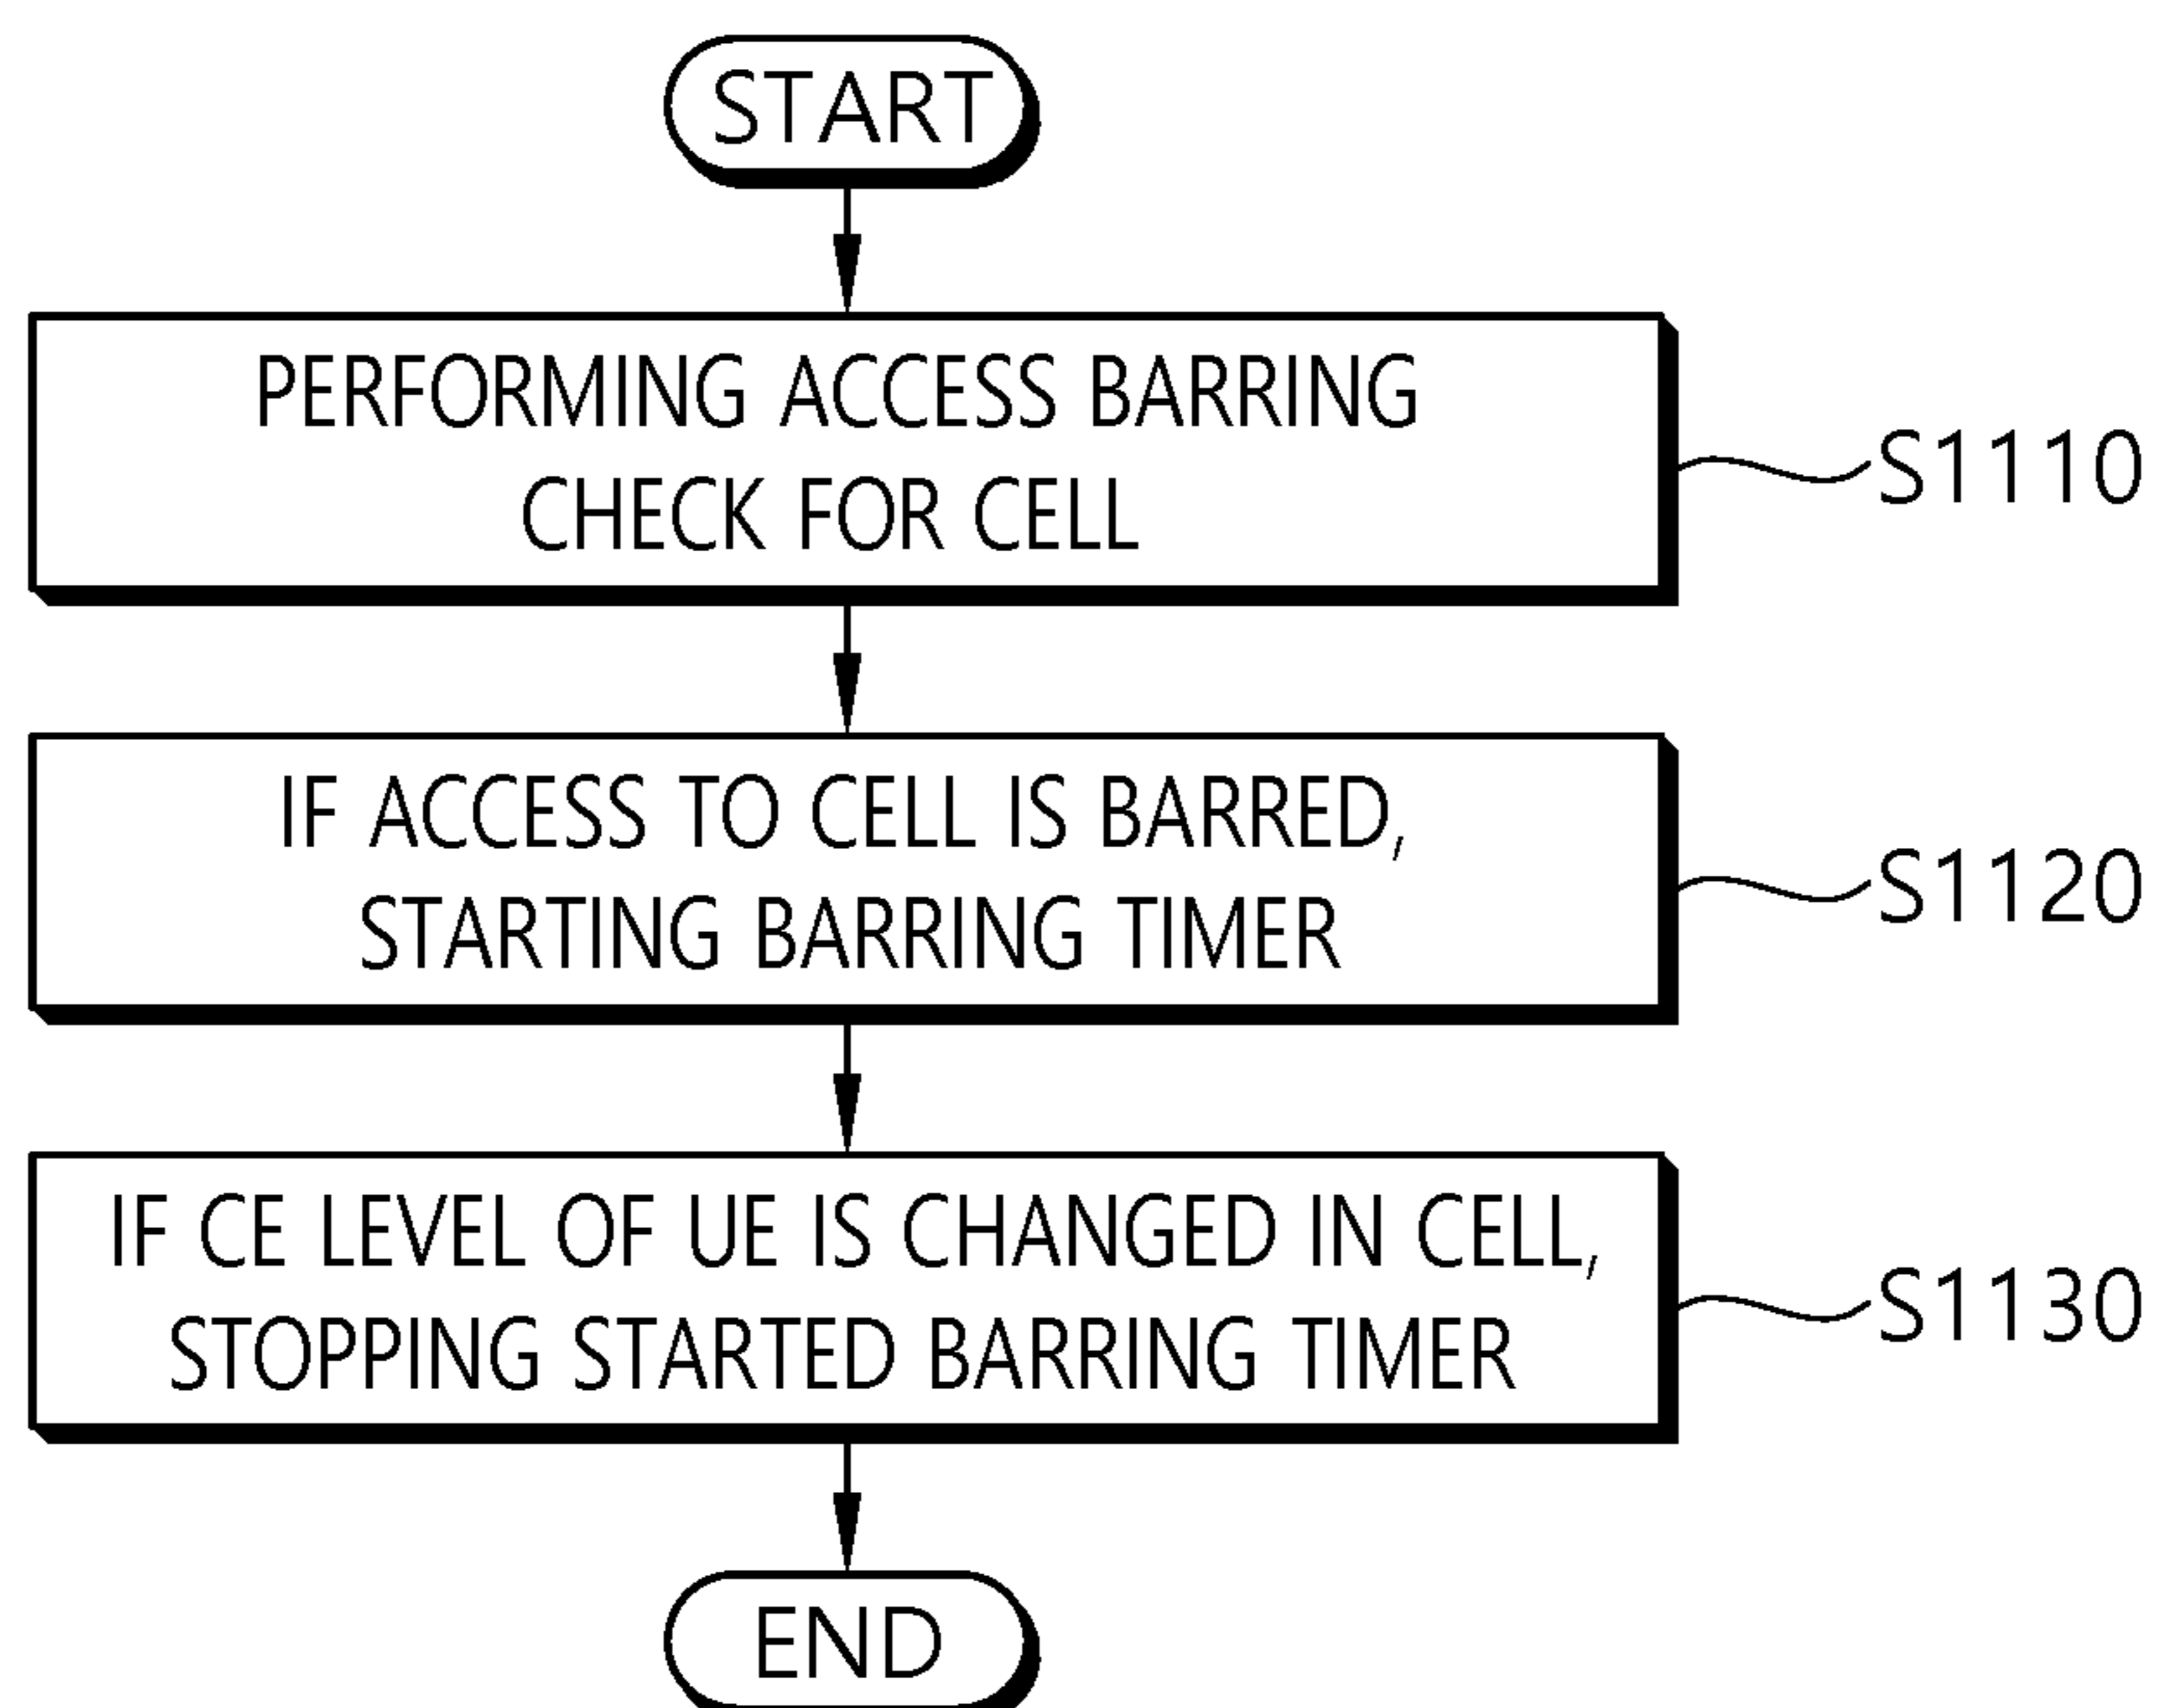 START
PERFORMING ACCESS BARRING
CHECK FOR CELL
S1110
IF ACCESS TO CELL IS BARRED,
STARTING BARRING TIMER
S1120
IF CE LEVEL OF UE IS CHANGED IN CELL,
STOPPING STARTED BARRING TIMER
S1130
END